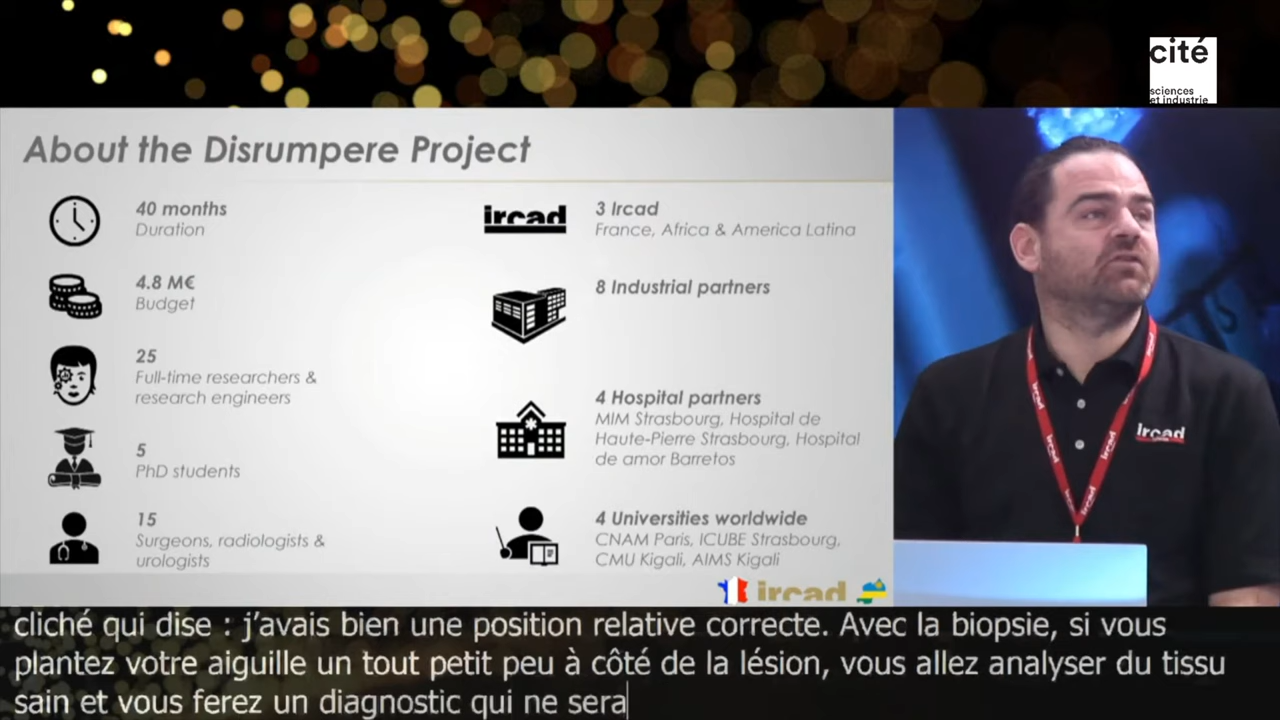 cité
sciences
et industrie
About the Disrumpere Project
40 months
Duration
4.8 M€
Budget
25
Full-time researchers &
research engineers
5
PhD students
15
Surgeons, radiologists &
urologists
ircad
3 Ircad
France, Africa & America Latina
8 Industrial partners
4 Hospital partners
MIM Strasbourg, Hospital de
Haute-Pierre Strasbourg, Hospital
de amor Barretos
4 Universities worldwide
CNAM Paris, ICUBE Strasbourg,
CMU Kigali, AIMS Kigali
ircad
ircad
ircad
ircad
ircad
ircad
cliché qui dise : j’avais bien une position relative correcte. Avec la biopsie, si vous
plantez votre aiguille un tout petit peu à côté de la lésion, vous allez analyser du tissu
sain et vous ferez un diagnostic qui ne sera